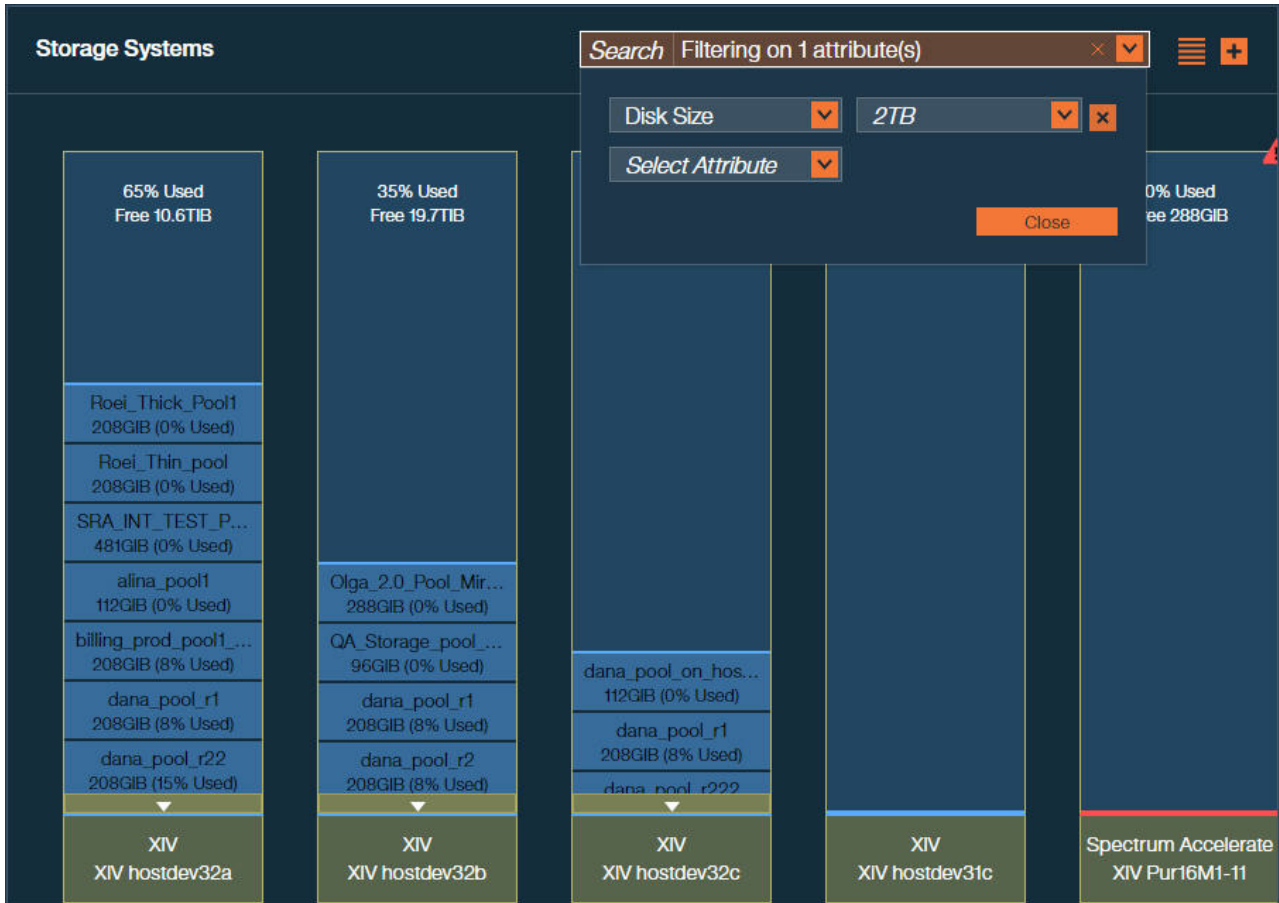 Storage Systems
Search Filtering on 1 attribute(s)
Disk Size 2TB
Select Attribute
Close
65% Used
Free 10.6TIB
Roei_Thick_Pool1
208GIB (0% Used)
Roei_Thin_pool
208GIB (0% Used)
SRA_INT_TEST_P...
481GIB (0% Used)
alina_pool1
112GIB (0% Used)
billing_prod_pool1_...
208GIB (8% Used)
dana_pool_r1
208GIB (8% Used)
dana_pool_r22
208GIB (15% Used)
XIV
XIV hostdev32a
35% Used
Free 19.7TIB
Olga_2.0_Pool_Mir...
288GIB (0% Used)
QA_Storage_pool_...
96GIB (0% Used)
dana_pool_r1
208GIB (8% Used)
dana_pool_r2
208GIB (8% Used)
XIV
XIV hostdev32b
dana_pool_on_hos...
112GIB (0% Used)
dana_pool_r1
208GIB (8% Used)
dana_pool_r222
XIV
XIV hostdev32c
XIV
XIV hostdev31c
0% Used
ee 288GIB
Spectrum Accelerate
XIV Pur16M1-11